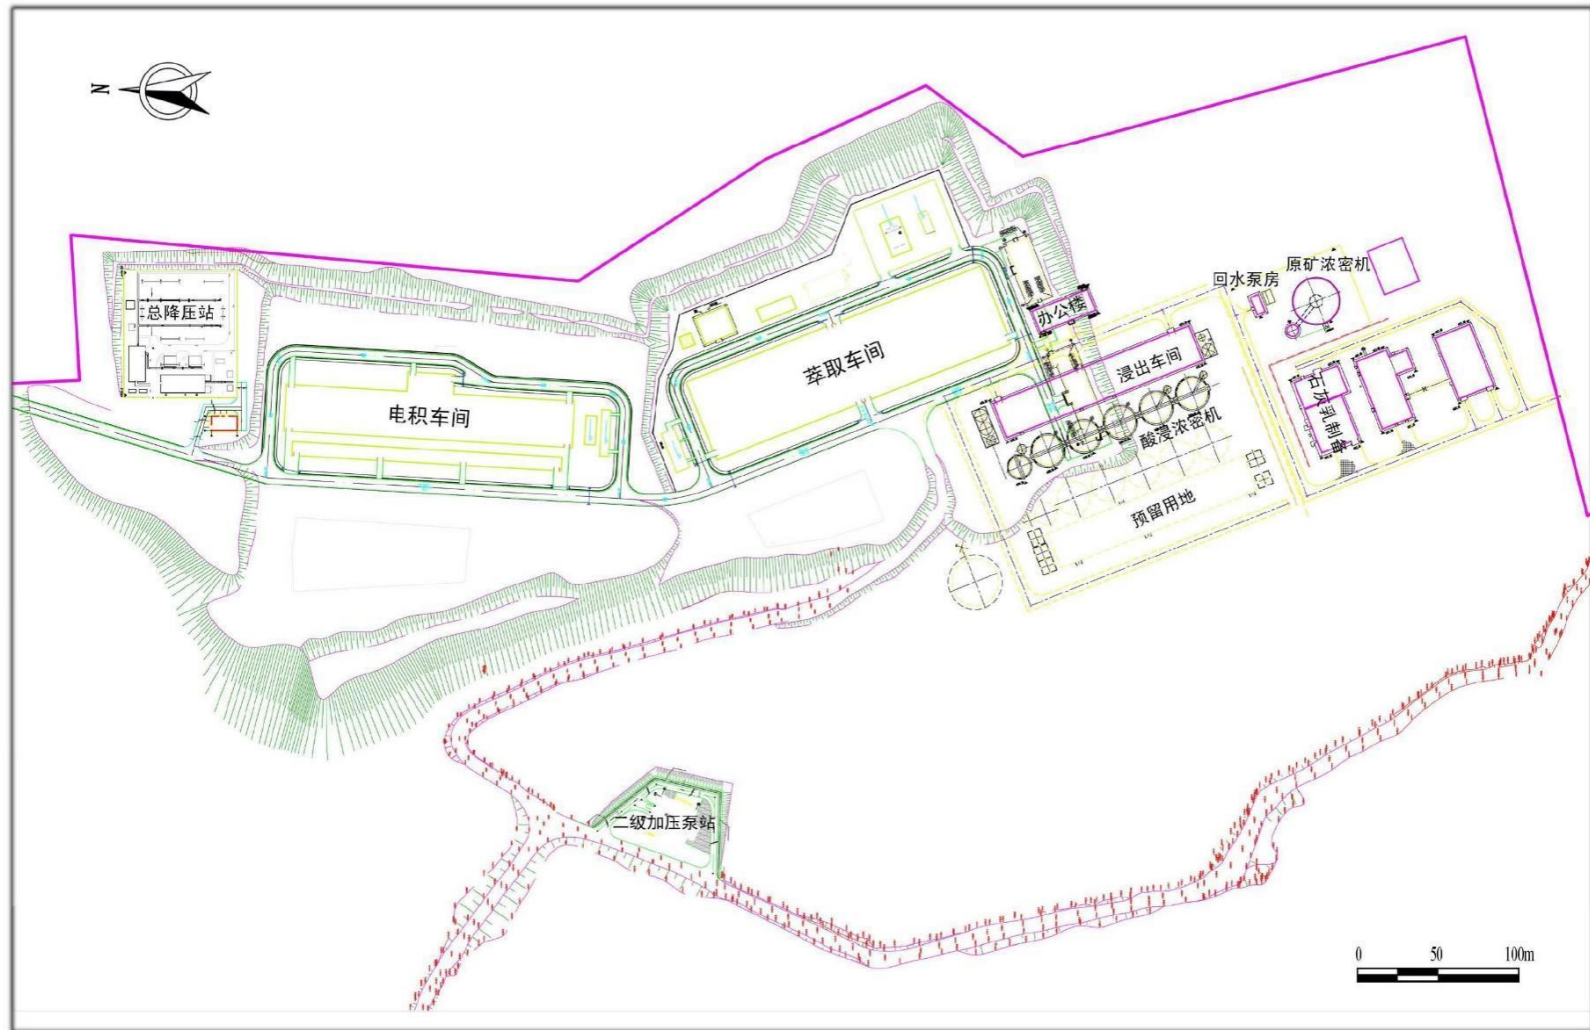 N
总降压站
电积车间
萃取车间
办公楼
回水泵房
原矿浓密机
浸出车间
酸浸浓密机
石灰乳制备
预留用地
二级加压泵站
0 50 100m